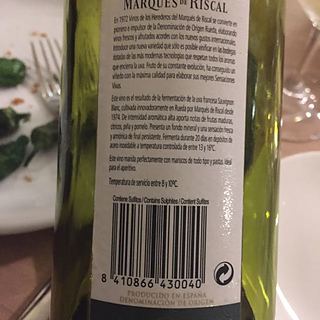 MARQUÉS DE RISCAL
En 1972 Vinos de los Herederos del Marqués de Riscal se convierte en
pionero e impulsor de la Denominación de Origen Rueda, elaborando
vinos frescos y afrutados acordes con los nuevos gustos internacionales.
introduce una nueva variedad que sólo es posible enfilar en las bodegas
dotadas de las más modernas tecnologías para extraer todos los aromas
que encierra la uva. Fruto de su constante evolución, ha conseguido un
viñedo con la máxima calidad para elaborar sus mejores Sensaciones
Vivas.
Este vino es el resultado de la fermentación de la uva francesa Sauvignon
Blanc, cultivada innovadoramente en Rueda por Marqués de Riscal desde
1974. De intensidad aromática alta aporta notas de frutas maduras,
cítricos, piña y pomelo. Presenta un fondo mineral y una sensación fresca
y armónica de final persistente. Fermenta durante 20 días en depósitos de
acero inoxidable a temperatura controlada de entre 13 y 16ºC.
Este vino marida perfectamente con mariscos de todo tipo y pastas. Ideal
para el aperitivo.
Temperatura de servicio entre 8 y 10ºC.
Contiene Sulfitos / Contains Sulphites / Contient Sulfites
8 410866 430040
PRODUCIDO EN ESPAÑA
DENOMINACIÓN DE ORIGEN